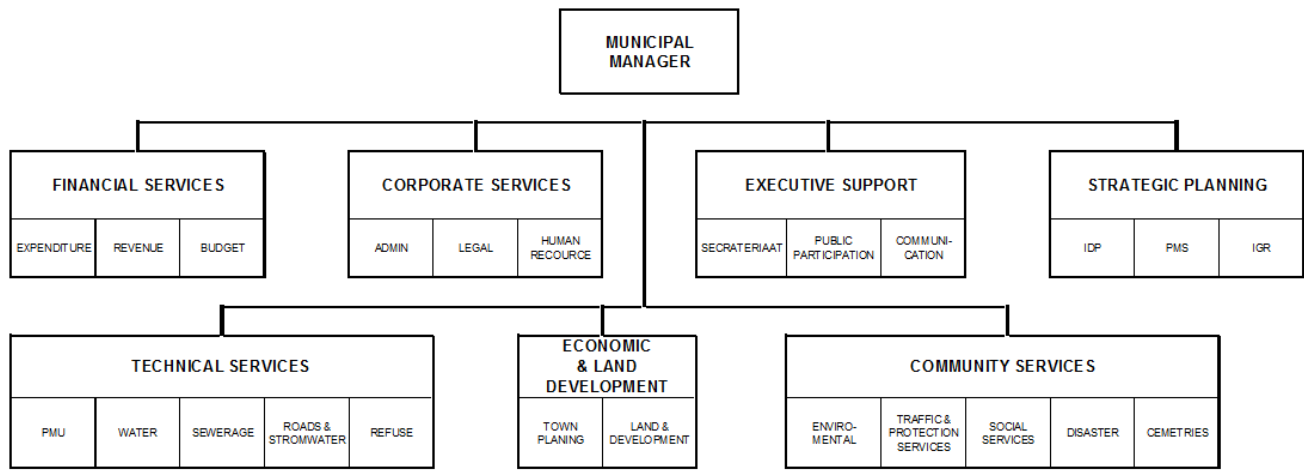 MUNICIPAL
MANAGER
FINANCIAL SERVICES
EXPENDITURE
REVENUE
BUDGET
CORPORATE SERVICES
ADMIN
LEGAL
HUMAN
RECOURCE
EXECUTIVE SUPPORT
SECRATERIAAT
PUBLIC
PARTICIPATION
COMMUNI-
CATION
STRATEGIC PLANNING
IDP
PMS
IGR
TECHNICAL SERVICES
PMU
WATER
SEWERAGE
ROADS &
STROMWATER
REFUSE
ECONOMIC
& LAND
DEVELOPMENT
TOWN
PLANING
LAND &
DEVELOPMENT
COMMUNITY SERVICES
ENVIRO-
MENTAL
TRAFFIC &
PROTECTION
SERVICES
SOCIAL
SERVICES
DISASTER
CEMETRIES